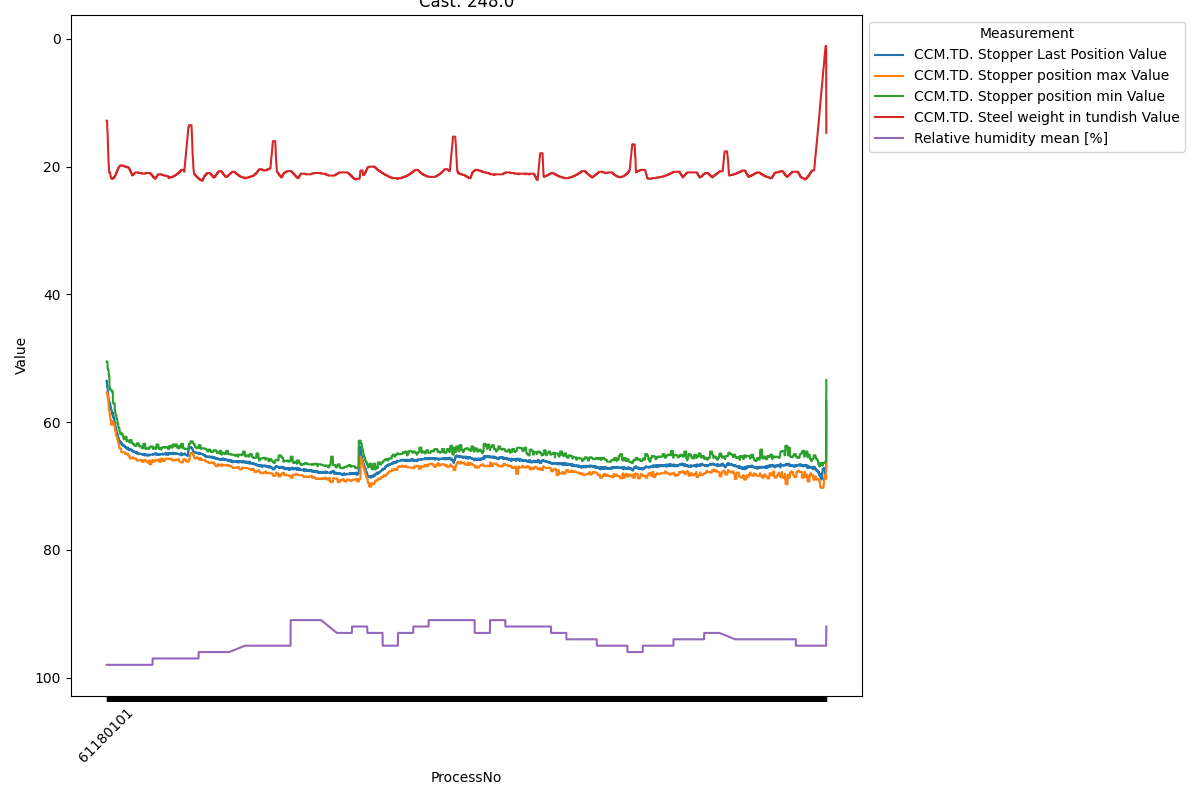 Cast: 248.0
Measurement
CCM.TD. Stopper Last Position Value
CCM.TD. Stopper position max Value
CCM.TD. Stopper position min Value
CCM.TD. Steel weight in tundish Value
Relative humidity mean [%]
0
20
40
60
80
100
Value
61180101
ProcessNo